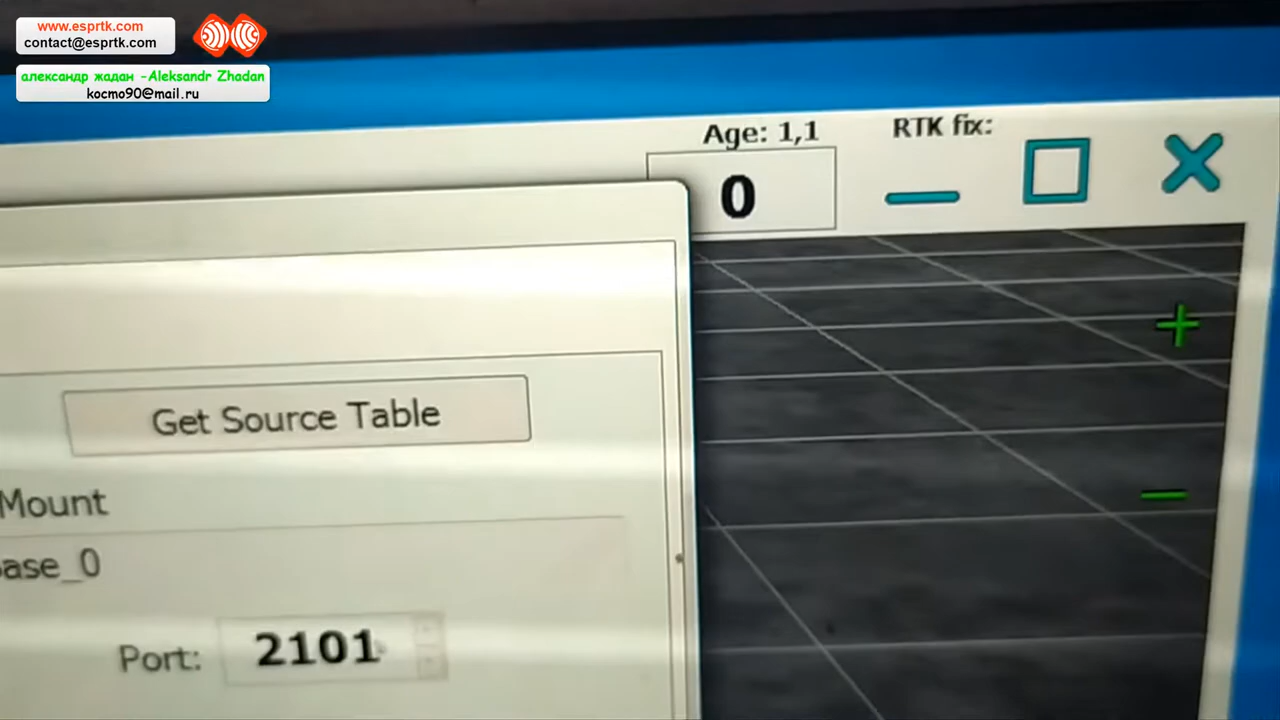 www.esprtk.com
contact@esprtk.com
александр жадан -Aleksandr Zhadan
kocmo90@mail.ru
Age: 1,1
RTK fix:
0
Get Source Table
Mount
ase_0
Port: 2101